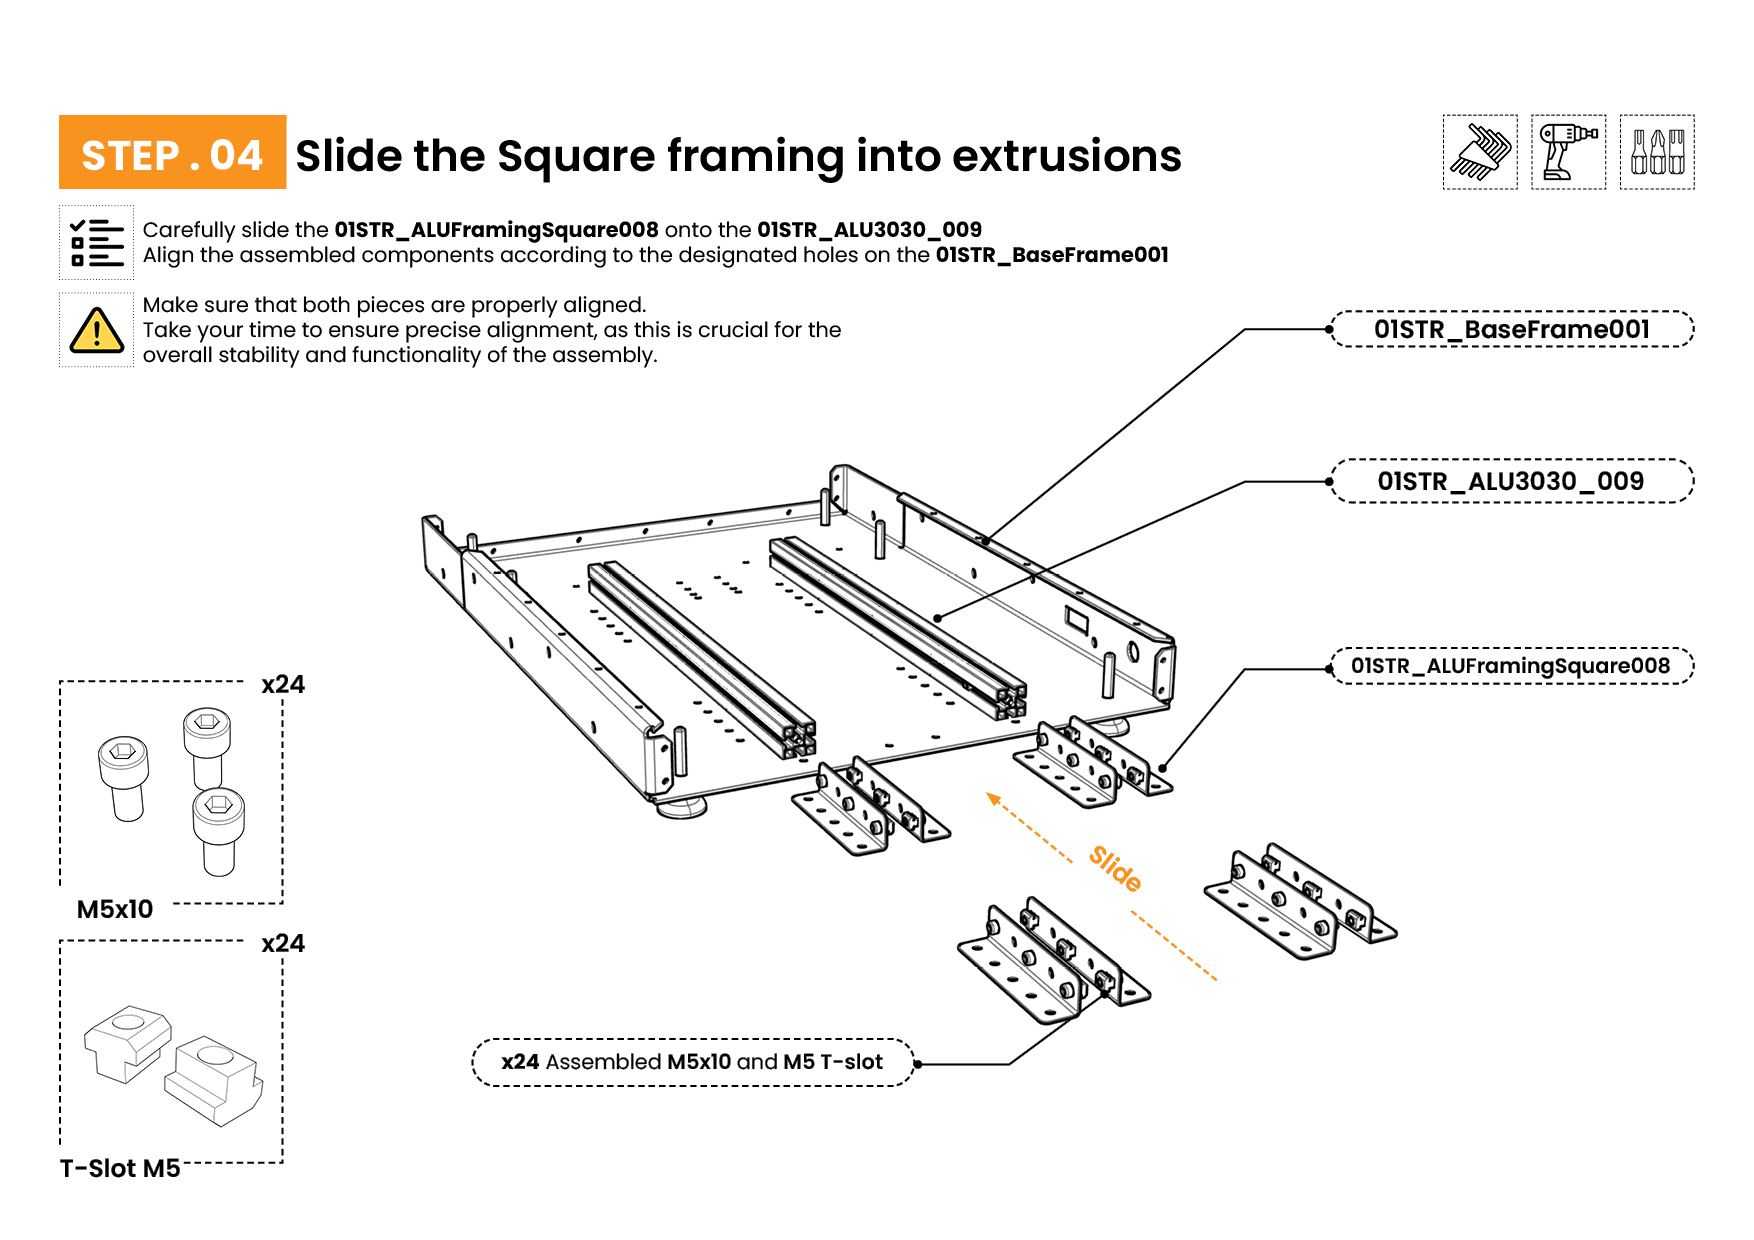 STEP . 04 Slide the Square framing into extrusions
Carefully slide the 01STR_ALUFramingSquare008 onto the 01STR_ALU3030_009
Align the assembled components according to the designated holes on the 01STR_BaseFrame001
Make sure that both pieces are properly aligned.
Take your time to ensure precise alignment, as this is crucial for the
overall stability and functionality of the assembly.
01STR_BaseFrame001
01STR_ALU3030_009
01STR_ALUFramingSquare008
x24
M5x10
x24
T-Slot M5
Slide
x24 Assembled M5x10 and M5 T-slot